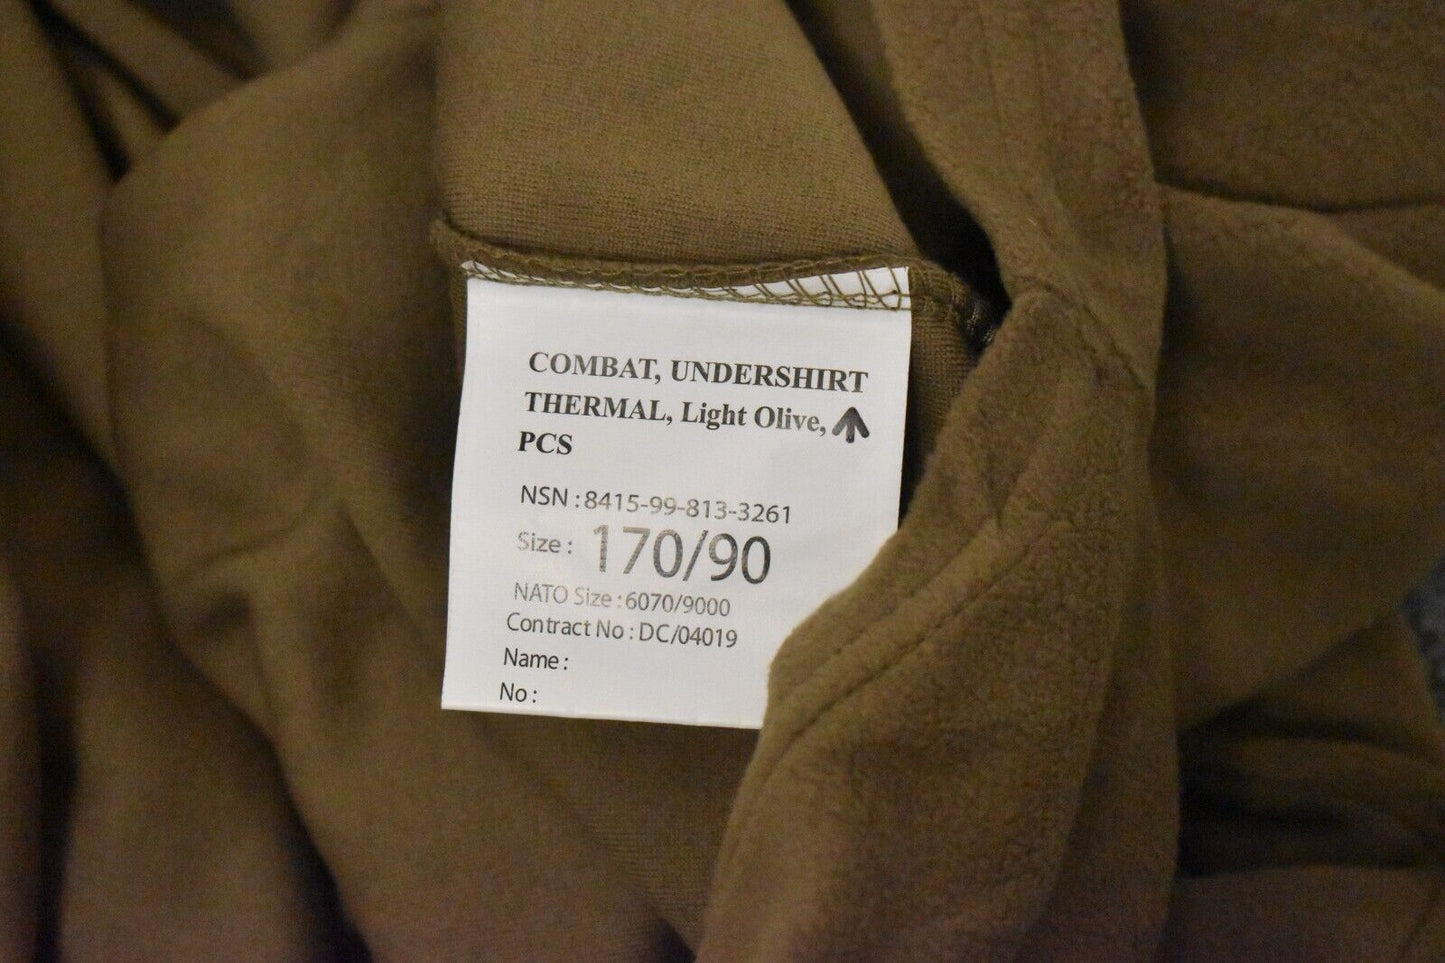 COMBAT, UNDERSHIRT
THERMAL, Light Olive,
PCS
NSN : 8415-99-813-3261
Size : 170/90
NATO Size : 6070/9000
Contract No : DC/04019
Name :
No :